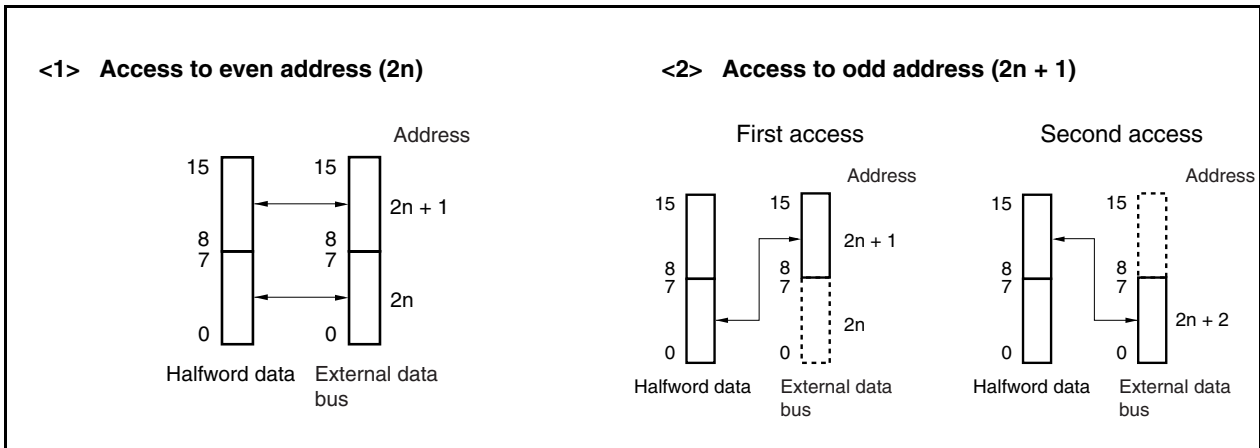 <1> Access to even address (2n)
Address
15
15
2n + 1
8
8
7
7
2n
0
0
Halfword data
External data
bus
<2> Access to odd address (2n + 1)
First access
Address
15
15
2n + 1
8
8
7
7
2n
0
0
Halfword data
External data
bus
Second access
Address
15
15
8
8
7
7
2n + 2
0
0
Halfword data
External data
bus